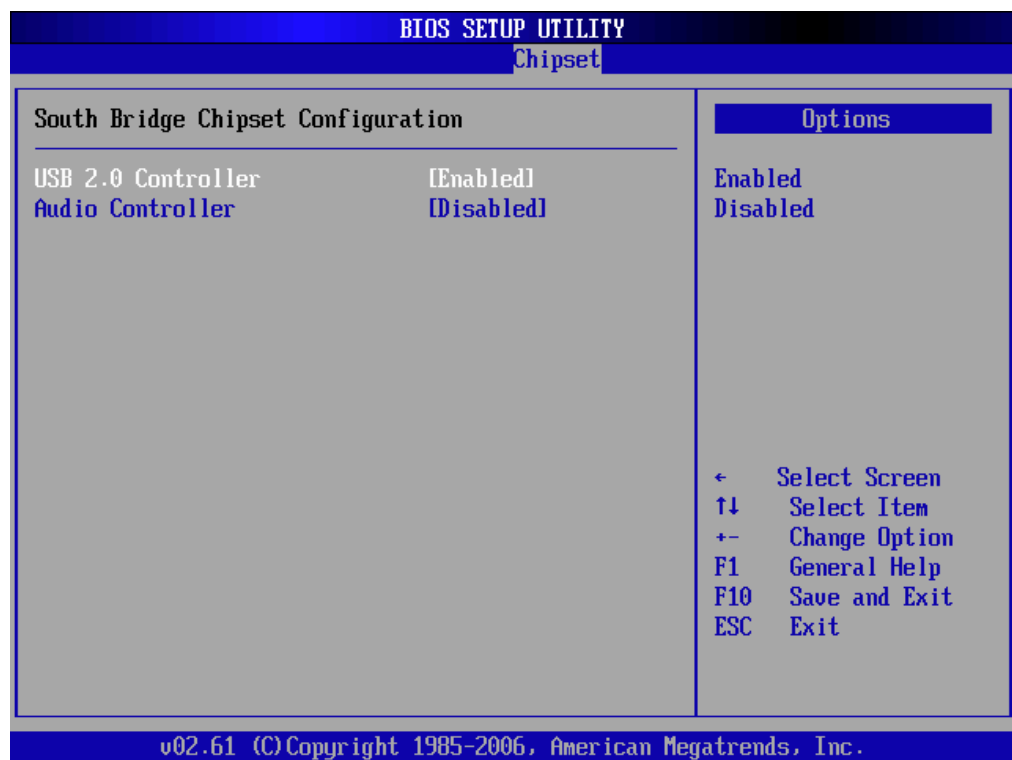 BIOS SETUP UTILITY
Chipset
South Bridge Chipset Configuration
USB 2.0 Controller [Enabled]
Audio Controller [Disabled]
Options
Enabled
Disabled
← Select Screen
↑↓ Select Item
+- Change Option
F1 General Help
F10 Save and Exit
ESC Exit
v02.61 (C)Copyright 1985-2006, American Megatrends, Inc.